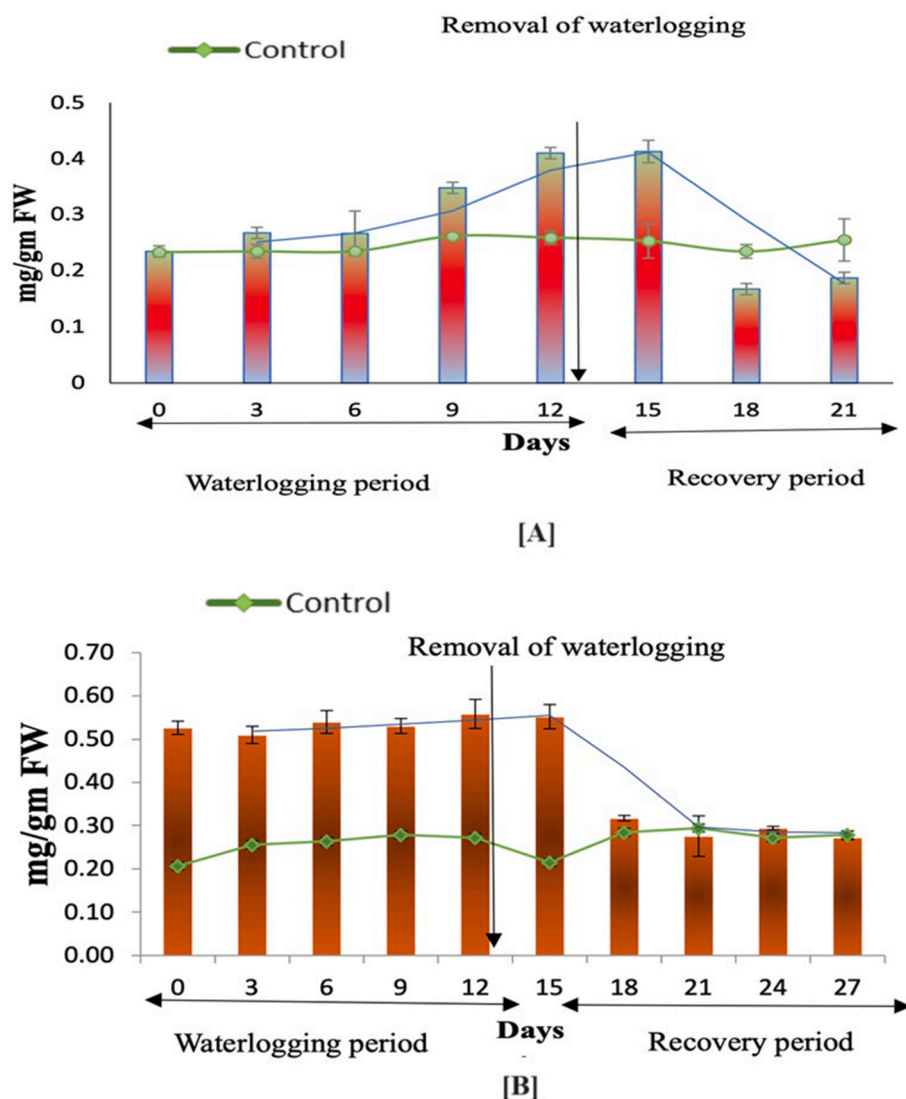 Removal of waterlogging
Control
0.5
0.4
0.3
0.2
0.1
0
mg/gm FW
0 3 6 9 12 15 18 21
Days
Waterlogging period
Recovery period
[A]
Control
Removal of waterlogging
0.70
0.60
0.50
0.40
0.30
0.20
0.10
0.00
mg/gm FW
0 3 6 9 12 15 18 21 24 27
Days
Waterlogging period
Recovery period
[B]